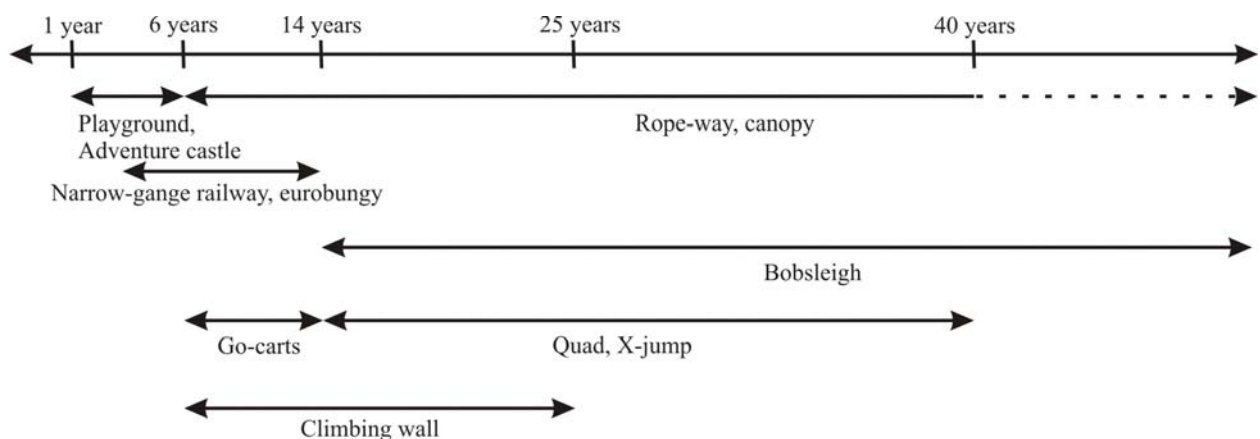 1 year 6 years 14 years 25 years 40 years
Playground,
Adventure castle
Rope-way, canopy
Narrow-gange railway, eurobungy
Bobsleigh
Go-carts
Quad, X-jump
Climbing wall